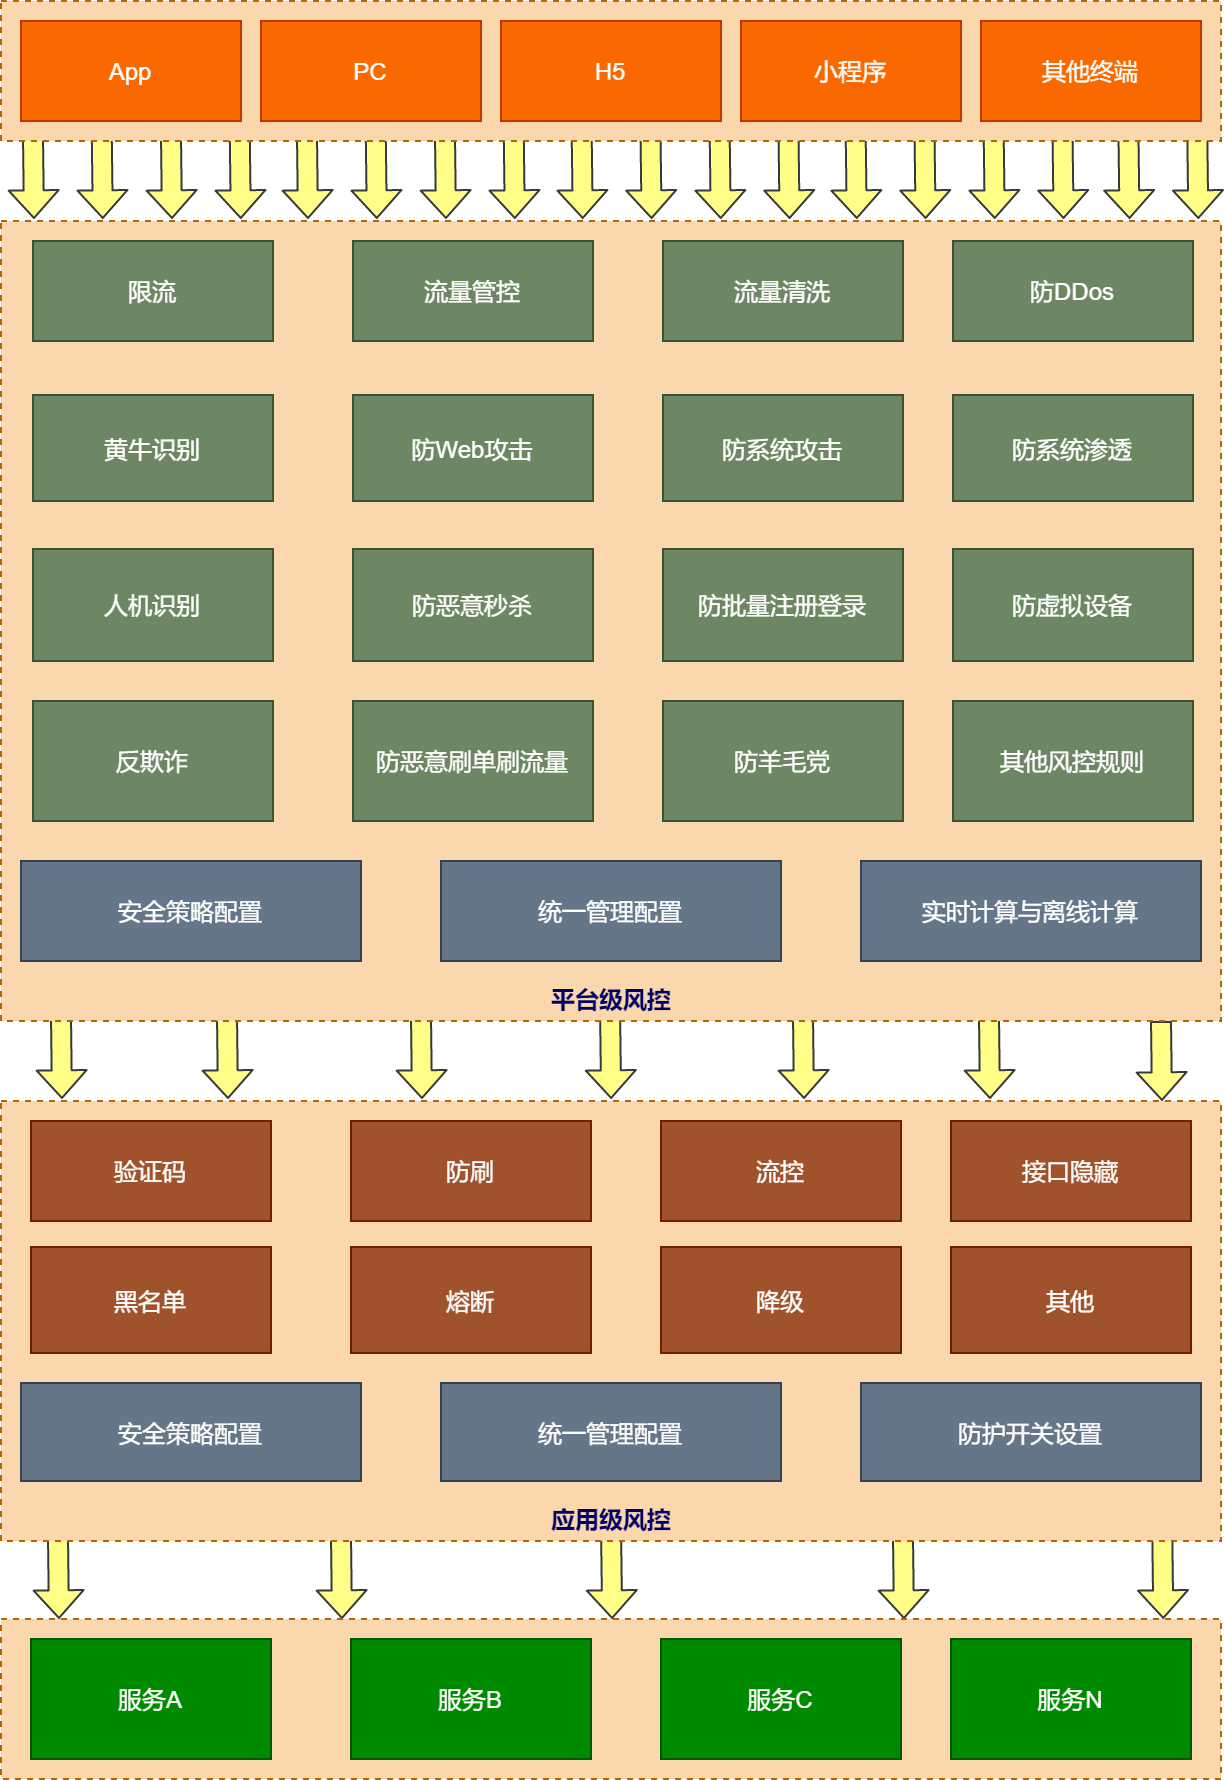 App
PC
H5
小程序
其他终端
限流
流量管控
流量清洗
防DDos
黄牛识别
防Web攻击
防系统攻击
防系统渗透
人机识别
防恶意秒杀
防批量注册登录
防虚拟设备
反欺诈
防恶意刷单刷流量
防羊毛党
其他风控规则
安全策略配置
统一管理配置
实时计算与离线计算
平台级风控
验证码
防刷
流控
接口隐藏
黑名单
熔断
降级
其他
安全策略配置
统一管理配置
防护开关设置
应用级风控
服务A
服务B
服务C
服务N